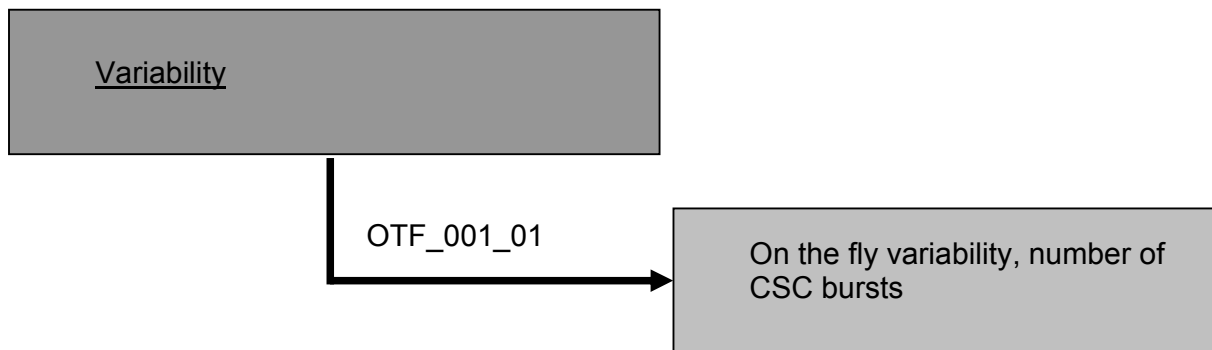 Variability
OTF_001_01
On the fly variability, number of
CSC bursts